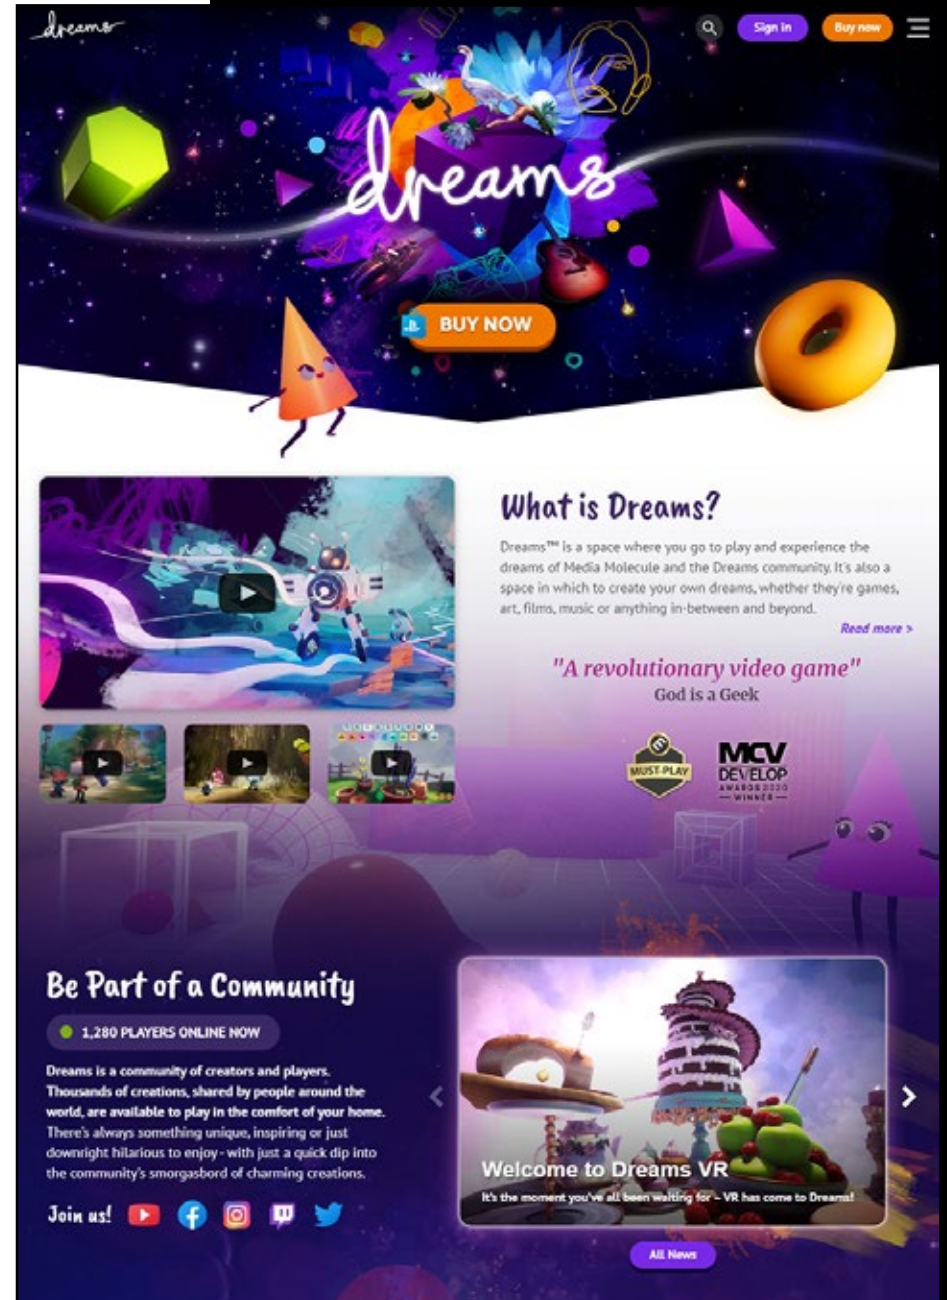 dreams
Sign in
Buy now
dreams
BUY NOW
What is Dreams?
Dreams™ is a space where you go to play and experience the
dreams of Media Molecule and the Dreams community. It's also a
space in which to create your own dreams, whether they're games,
art, films, music or anything in-between and beyond.
Read more >
"A revolutionary video game"
God is a Geek
MUST-PLAY
MCV
DEVELOP
AWARDS 2020
WINNER
Be Part of a Community
1,280 PLAYERS ONLINE NOW
Dreams is a community of creators and players.
Thousands of creations, shared by people around the
world, are available to play in the comfort of your home.
There's always something unique, inspiring or just
downright hilarious to enjoy - with just a quick dip into
the community's smorgasbord of charming creations.
Join us!
Welcome to Dreams VR
It's the moment you've all been waiting for – VR has come to Dreams!
All News